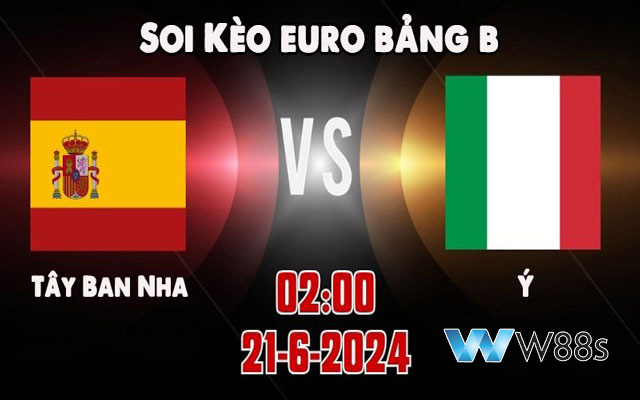 Soi Kèo euro bảng b
VS
Tây Ban Nha
Ý
02:00
21-6-2024
W88s